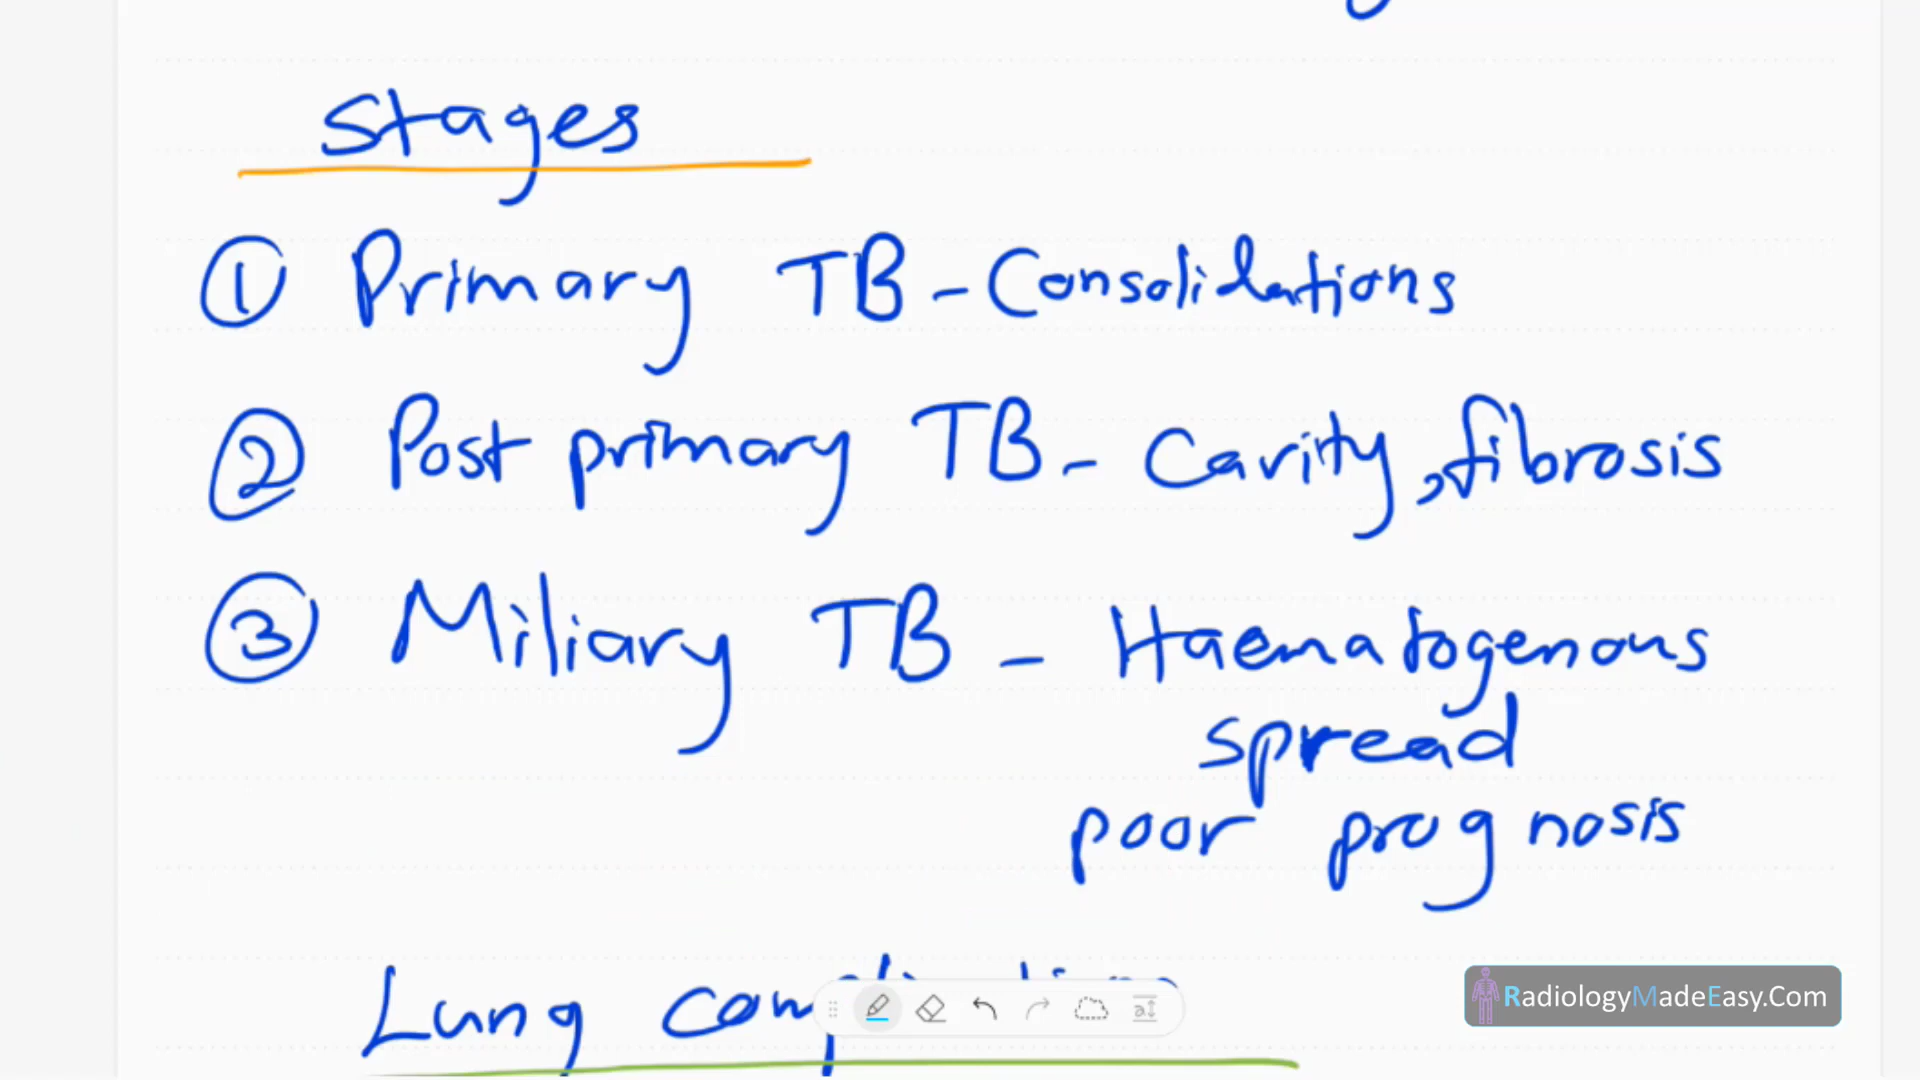 Stages
① Primary TB - Consolidations
② Post primary TB - Cavity, fibrosis
③ Miliary TB - Haematogenous
spread
poor prognosis
Lung
RadiologyMadeEasy.Com